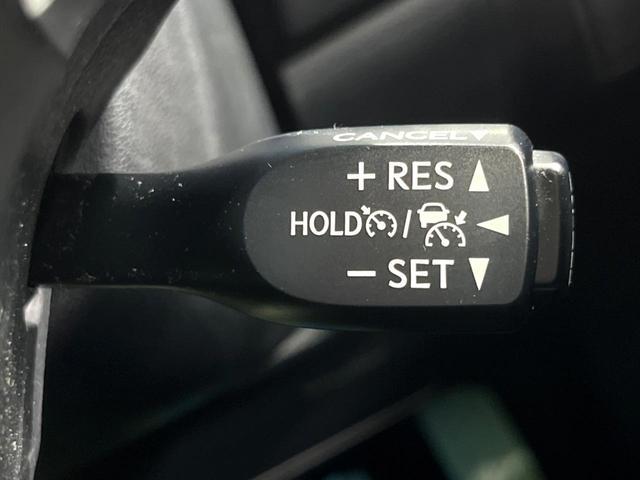 CANCEL
+ RES
HOLD /
− SET